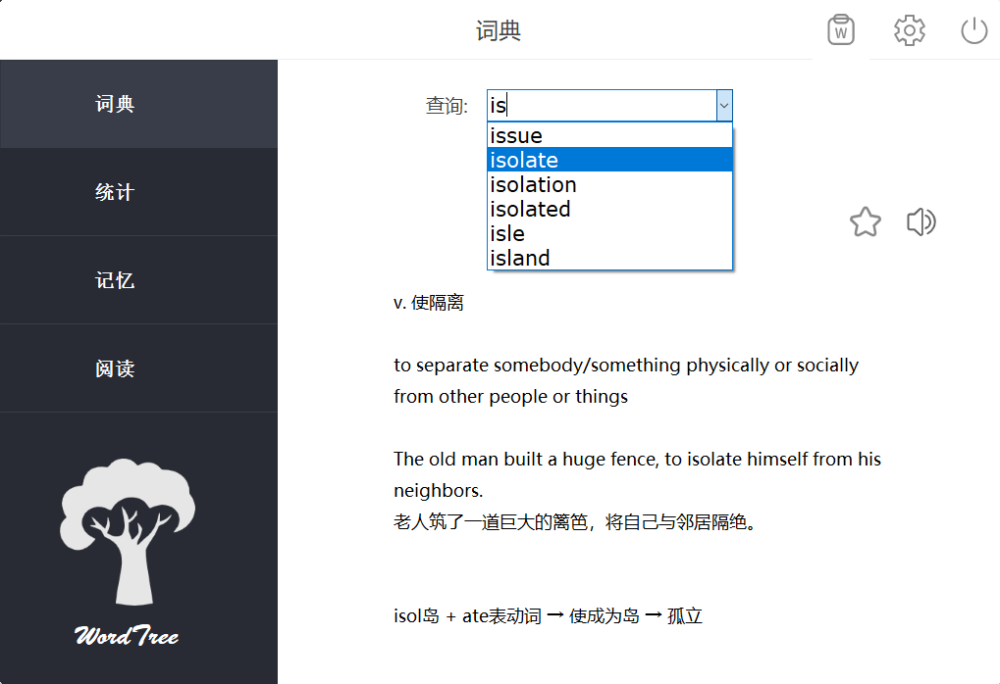 词典
W
词典
统计
记忆
阅读
WordTree
查询: is
issue
isolate
isolation
isolated
isle
island
v. 使隔离
to separate somebody/something physically or socially
from other people or things
The old man built a huge fence, to isolate himself from his
neighbors.
老人筑了一道巨大的篱笆，将自己与邻居隔绝。
isol岛 + ate表动词 → 使成为岛 → 孤立